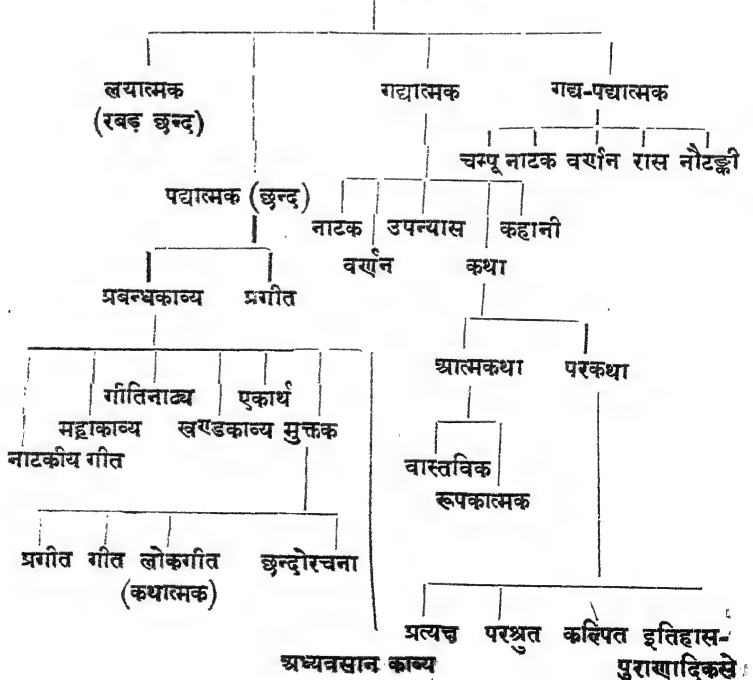 लयात्मक गद्यात्मक गद्य-पद्यात्मक
(रबड़ छन्द)
चम्पू नाटक वर्णन रास नौटङ्की
पद्यात्मक (छन्द)
नाटक उपन्यास कहानी
वर्णन कथा
प्रबन्धकाव्य प्रगीत
आत्मकथा परकथा
गीतिनाट्य एकार्थ
महाकाव्य खण्डकाव्य मुक्तक
नाटकीय गीत
वास्तविक
रूपकात्मक
प्रगीत गीत लोकगीत छन्दोरचना
(कथात्मक)
प्रत्यक्ष परश्रुत कल्पित इतिहास-
अध्यवसान काव्य पुराणादिकसे